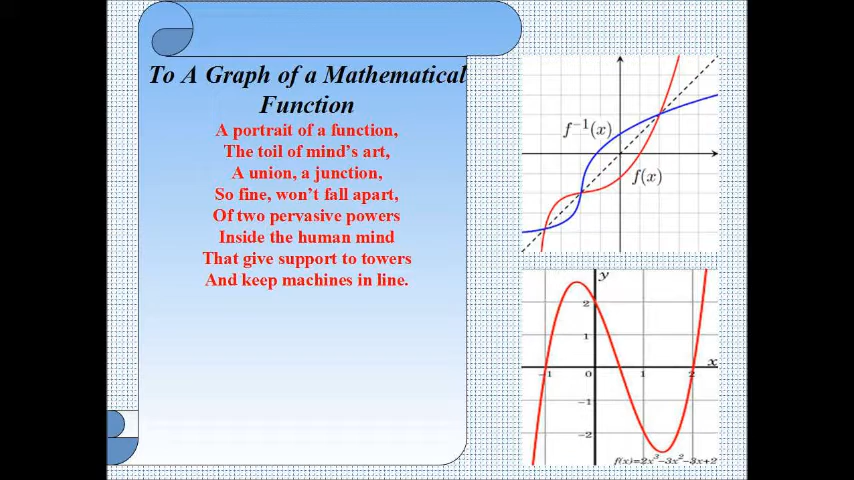 To A Graph of a Mathematical
Function
A portrait of a function,
The toil of mind's art,
A union, a junction,
So fine, won't fall apart,
Of two pervasive powers
Inside the human mind
That give support to towers
And keep machines in line.
f⁻¹(x)
f(x)
y
2
1
x
-1
0
1
2
-1
-2
f(x)=2x³-3x²-3x+2